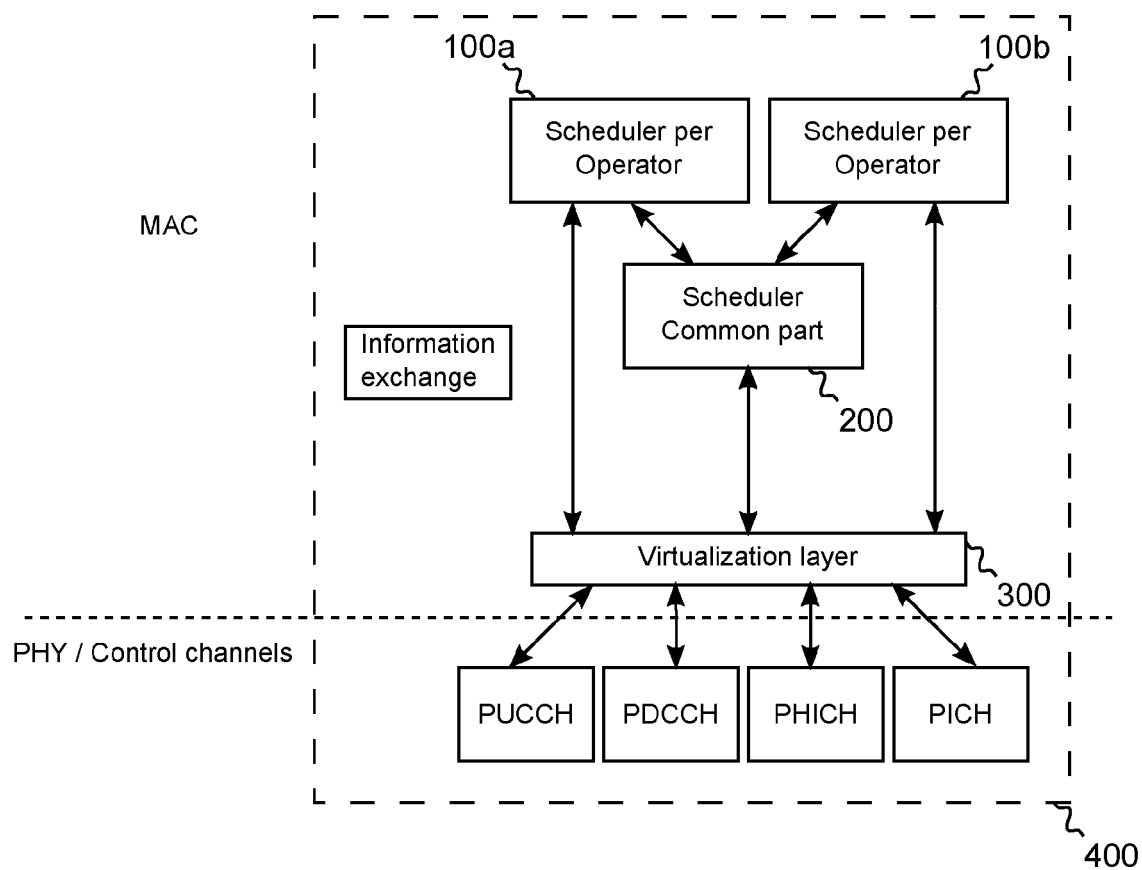 100a
100b
Scheduler per
Operator
Scheduler per
Operator
MAC
Scheduler
Common part
Information
exchange
200
Virtualization layer
300
PHY / Control channels
PUCCH
PDCCH
PHICH
PICH
400